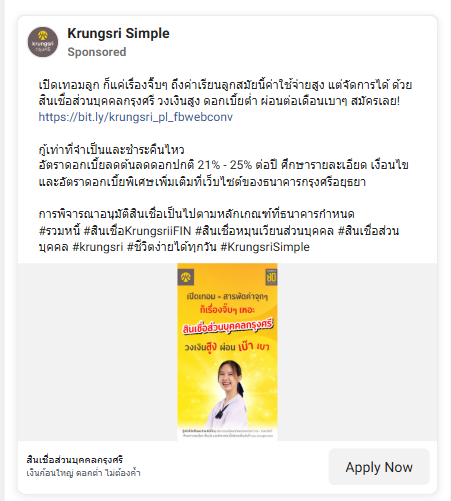 Krungsri Simple
Sponsored
krungsri
กรุงศรี
เปิดเทอมลูก ก็แค่เรื่องจิ๊บๆ ถึงค่าเรียนลูกสมัยนี้ค่าใช้จ่ายสูง แต่จัดการได้ ด้วย
สินเชื่อส่วนบุคคลกรุงศรี วงเงินสูง ดอกเบี้ยต่ำ ผ่อนต่อเดือนเบาๆ สมัครเลย!
https://bit.ly/krungsri_pl_fbwebconv
กู้เท่าที่จำเป็นและชำระคืนไหว
อัตราดอกเบี้ยลดต้นลดดอกปกติ 21% - 25% ต่อปี ศึกษารายละเอียด เงื่อนไข
และอัตราดอกเบี้ยพิเศษเพิ่มเติมที่เว็บไซต์ของธนาคารกรุงศรีอยุธยา
การพิจารณาอนุมัติสินเชื่อเป็นไปตามหลักเกณฑ์ที่ธนาคารกำหนด
#รวมหนี้ #สินเชื่อKrungsriiFIN #สินเชื่อหมุนเวียนส่วนบุคคล #สินเชื่อส่วน
บุคคล #krungsri #ชีวิตง่ายได้ทุกวัน #KrungsriSimple
เปิดเทอม = สารพัดค่าจุกๆ
ก็เรื่องจิ๊บๆ เหอะ
สินเชื่อส่วนบุคคลกรุงศรี
วงเงินสูง ผ่อน เบ๊า เบา
สินเชื่อส่วนบุคคลกรุงศรี
เงินก้อนใหญ่ ดอกต่ำ ไม่ต้องค้ำ
Apply Now